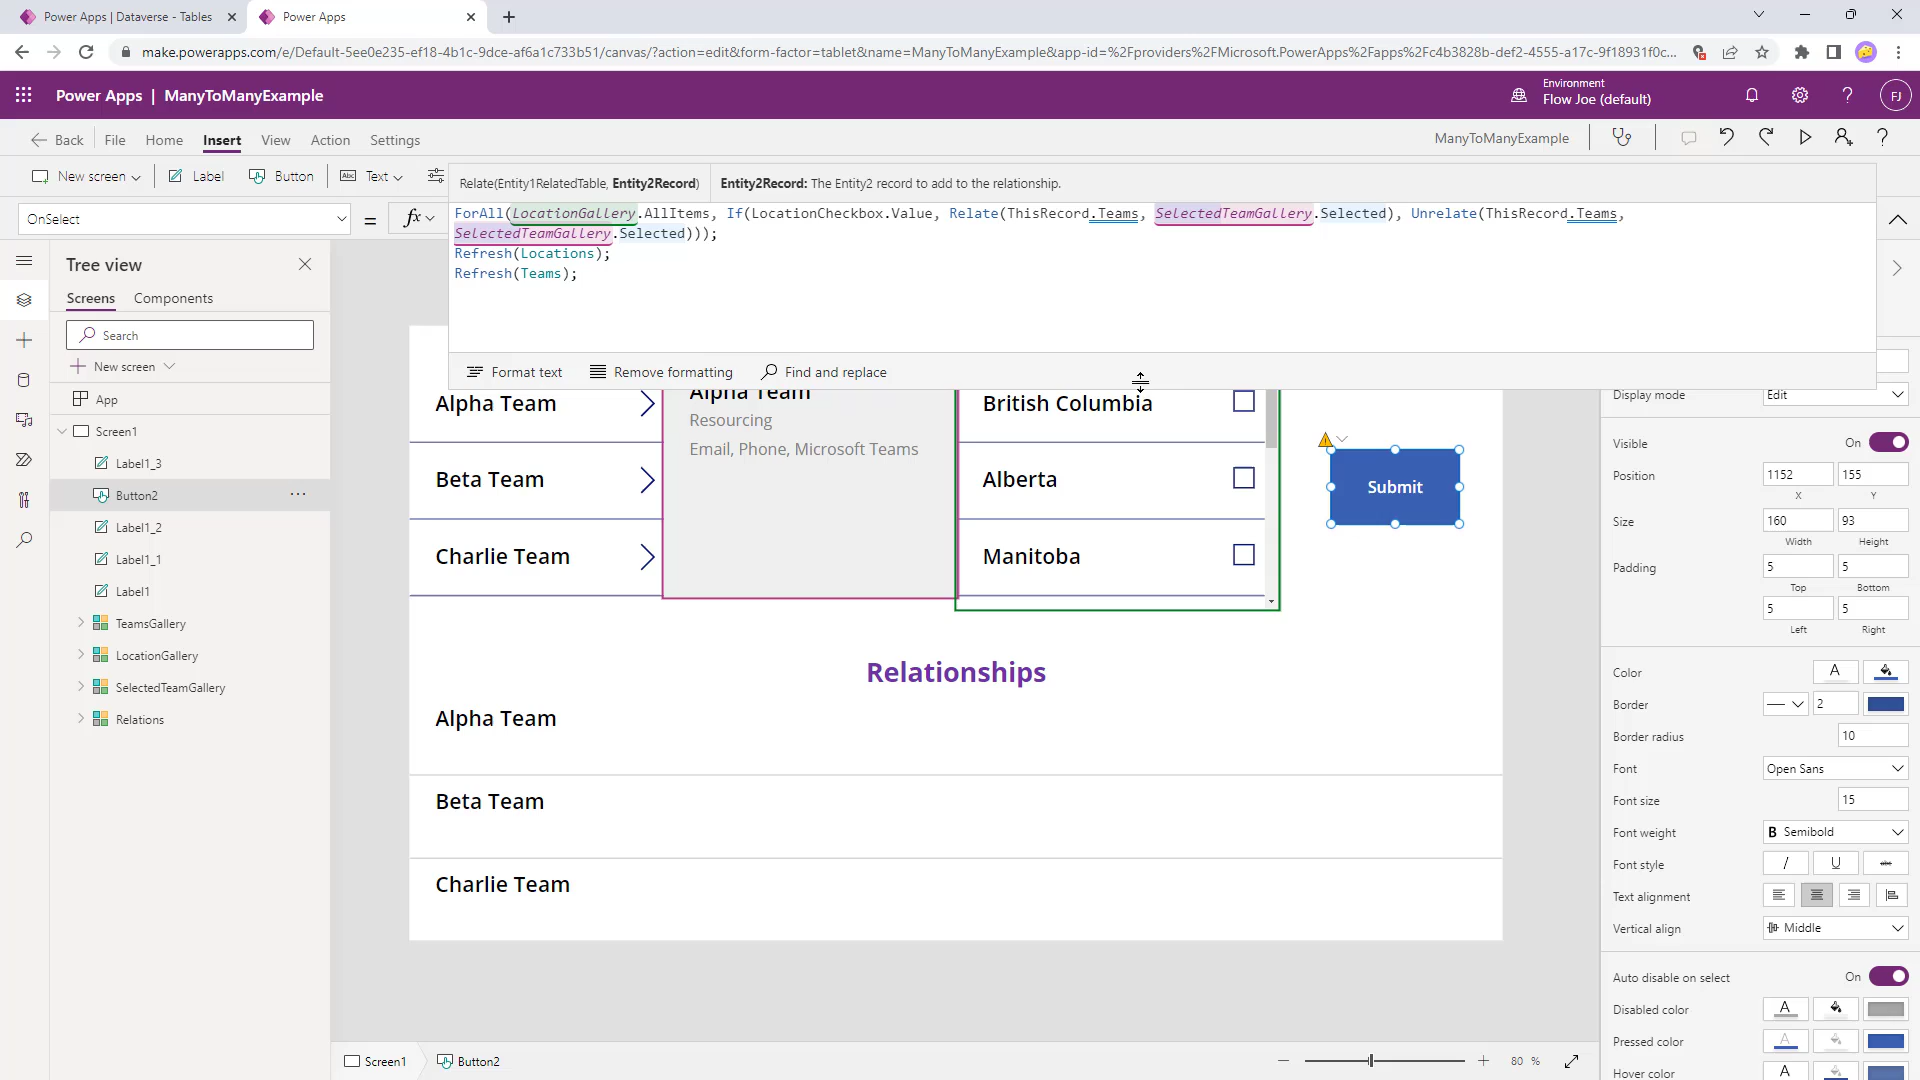 Power Apps | Dataverse - Tables
Power Apps
make.powerapps.com/e/Default-5ee0e235-ef18-4b1c-9dce-af6a1c733b51/canvas/?action=edit&form-factor=tablet&name=ManyToManyExample&app-id=%2Fproviders%2FMicrosoft.PowerApps%2Fapps%2Fc4b3828b-def2-4555-a17c-9f18931f0c...
Power Apps | ManyToManyExample
Environment
Flow Joe (default)
FJ
Back File Home Insert View Action Settings
ManyToManyExample
New screen Label Button Text
Relate(Entity1RelatedTable, Entity2Record) Entity2Record: The Entity2 record to add to the relationship.
OnSelect = fx
ForAll(LocationGallery.AllItems, If(LocationCheckbox.Value, Relate(ThisRecord.Teams, SelectedTeamGallery.Selected), Unrelate(ThisRecord.Teams,
SelectedTeamGallery.Selected)));
Refresh(Locations);
Refresh(Teams);
Format text Remove formatting Find and replace
Tree view
Screens Components
Search
New screen
App
Screen1
Label1_3
Button2
Label1_2
Label1_1
Label1
TeamsGallery
LocationGallery
SelectedTeamGallery
Relations
Alpha Team
Beta Team
Charlie Team
Alpha Team
Resourcing
Email, Phone, Microsoft Teams
British Columbia
Alberta
Manitoba
Submit
Relationships
Alpha Team
Beta Team
Charlie Team
Display mode Edit
Visible On
Position 1152 155
X Y
Size 160 93
Width Height
Padding 5 5
Top Bottom
5 5
Left Right
Color A
Border 2
Border radius 10
Font Open Sans
Font size 15
Font weight B Semibold
Font style / U abc
Text alignment
Vertical align Middle
Auto disable on select On
Disabled color A
Pressed color A
Hover color A
Screen1 Button2
80 %